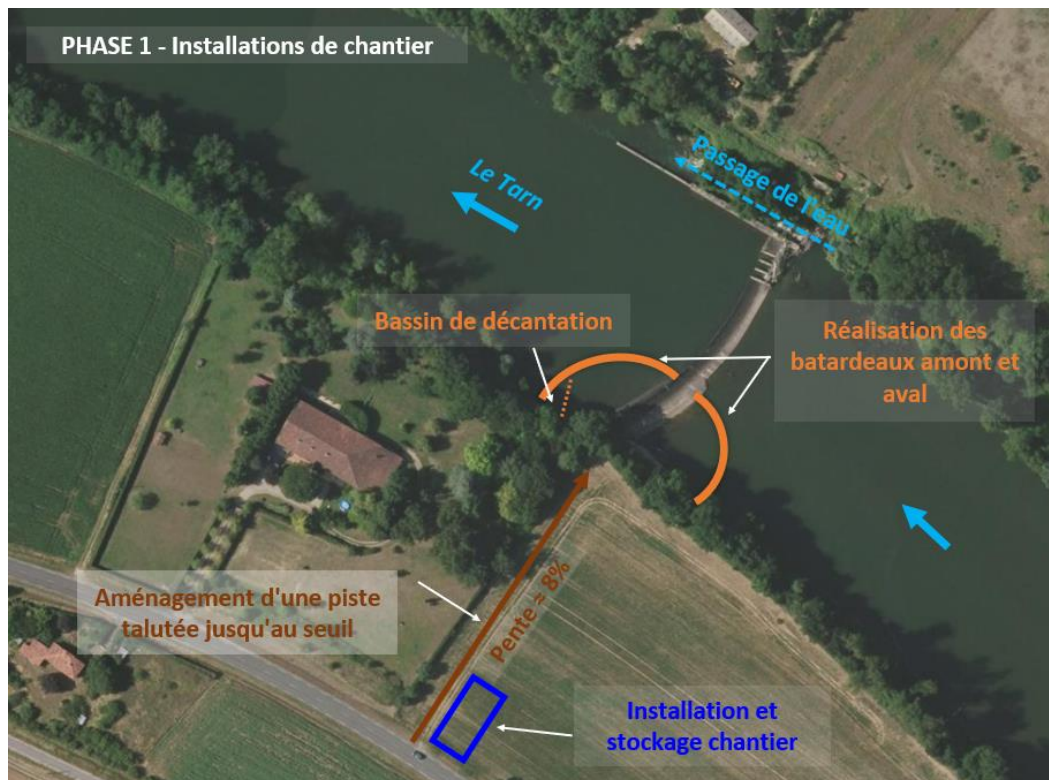 PHASE 1 - Installations de chantier
Passage de l'eau
Le Tarn
Bassin de décantation
Réalisation des
batardeaux amont et
aval
Aménagement d'une piste
talutée jusqu'au seuil
Pente ≈ 8%
Installation et
stockage chantier